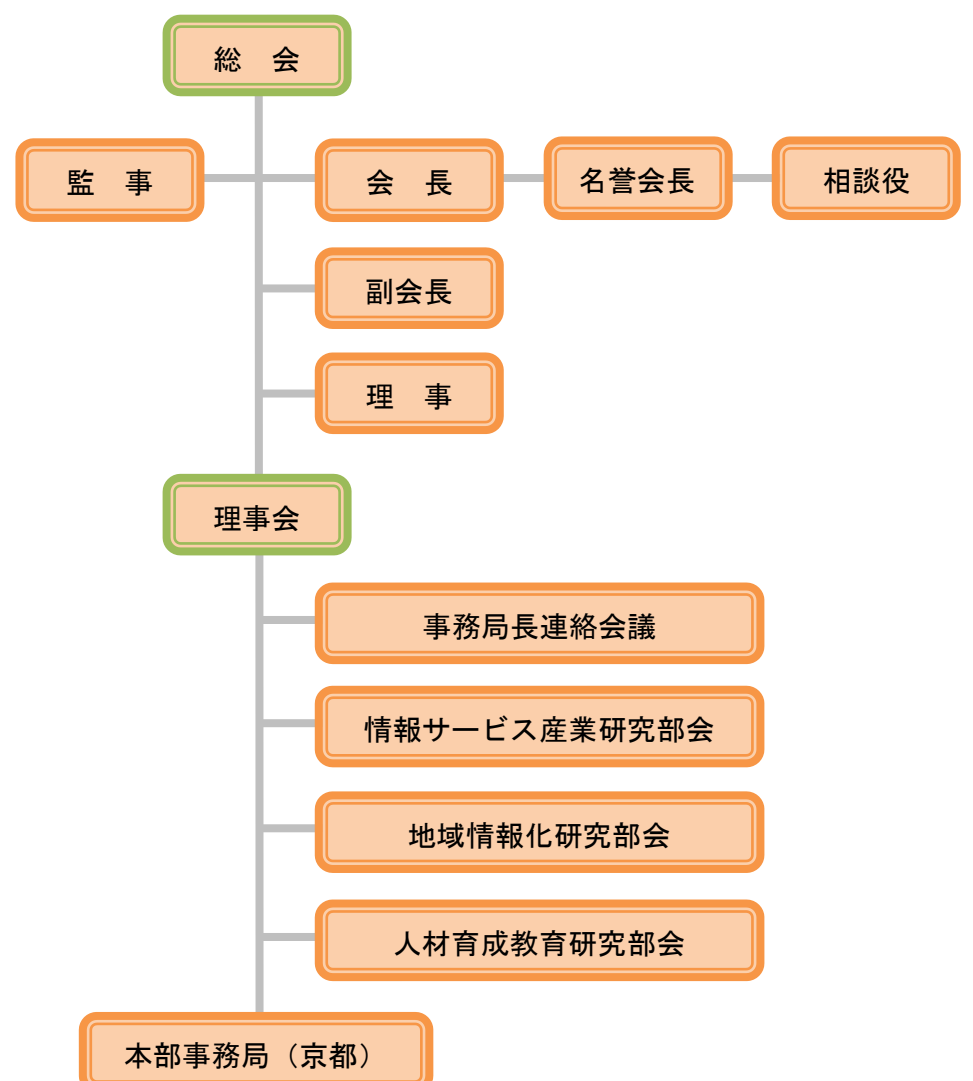 総　会
監　事
会　長
名誉会長
相談役
副会長
理　事
理事会
事務局長連絡会議
情報サービス産業研究部会
地域情報化研究部会
人材育成教育研究部会
本部事務局（京都）